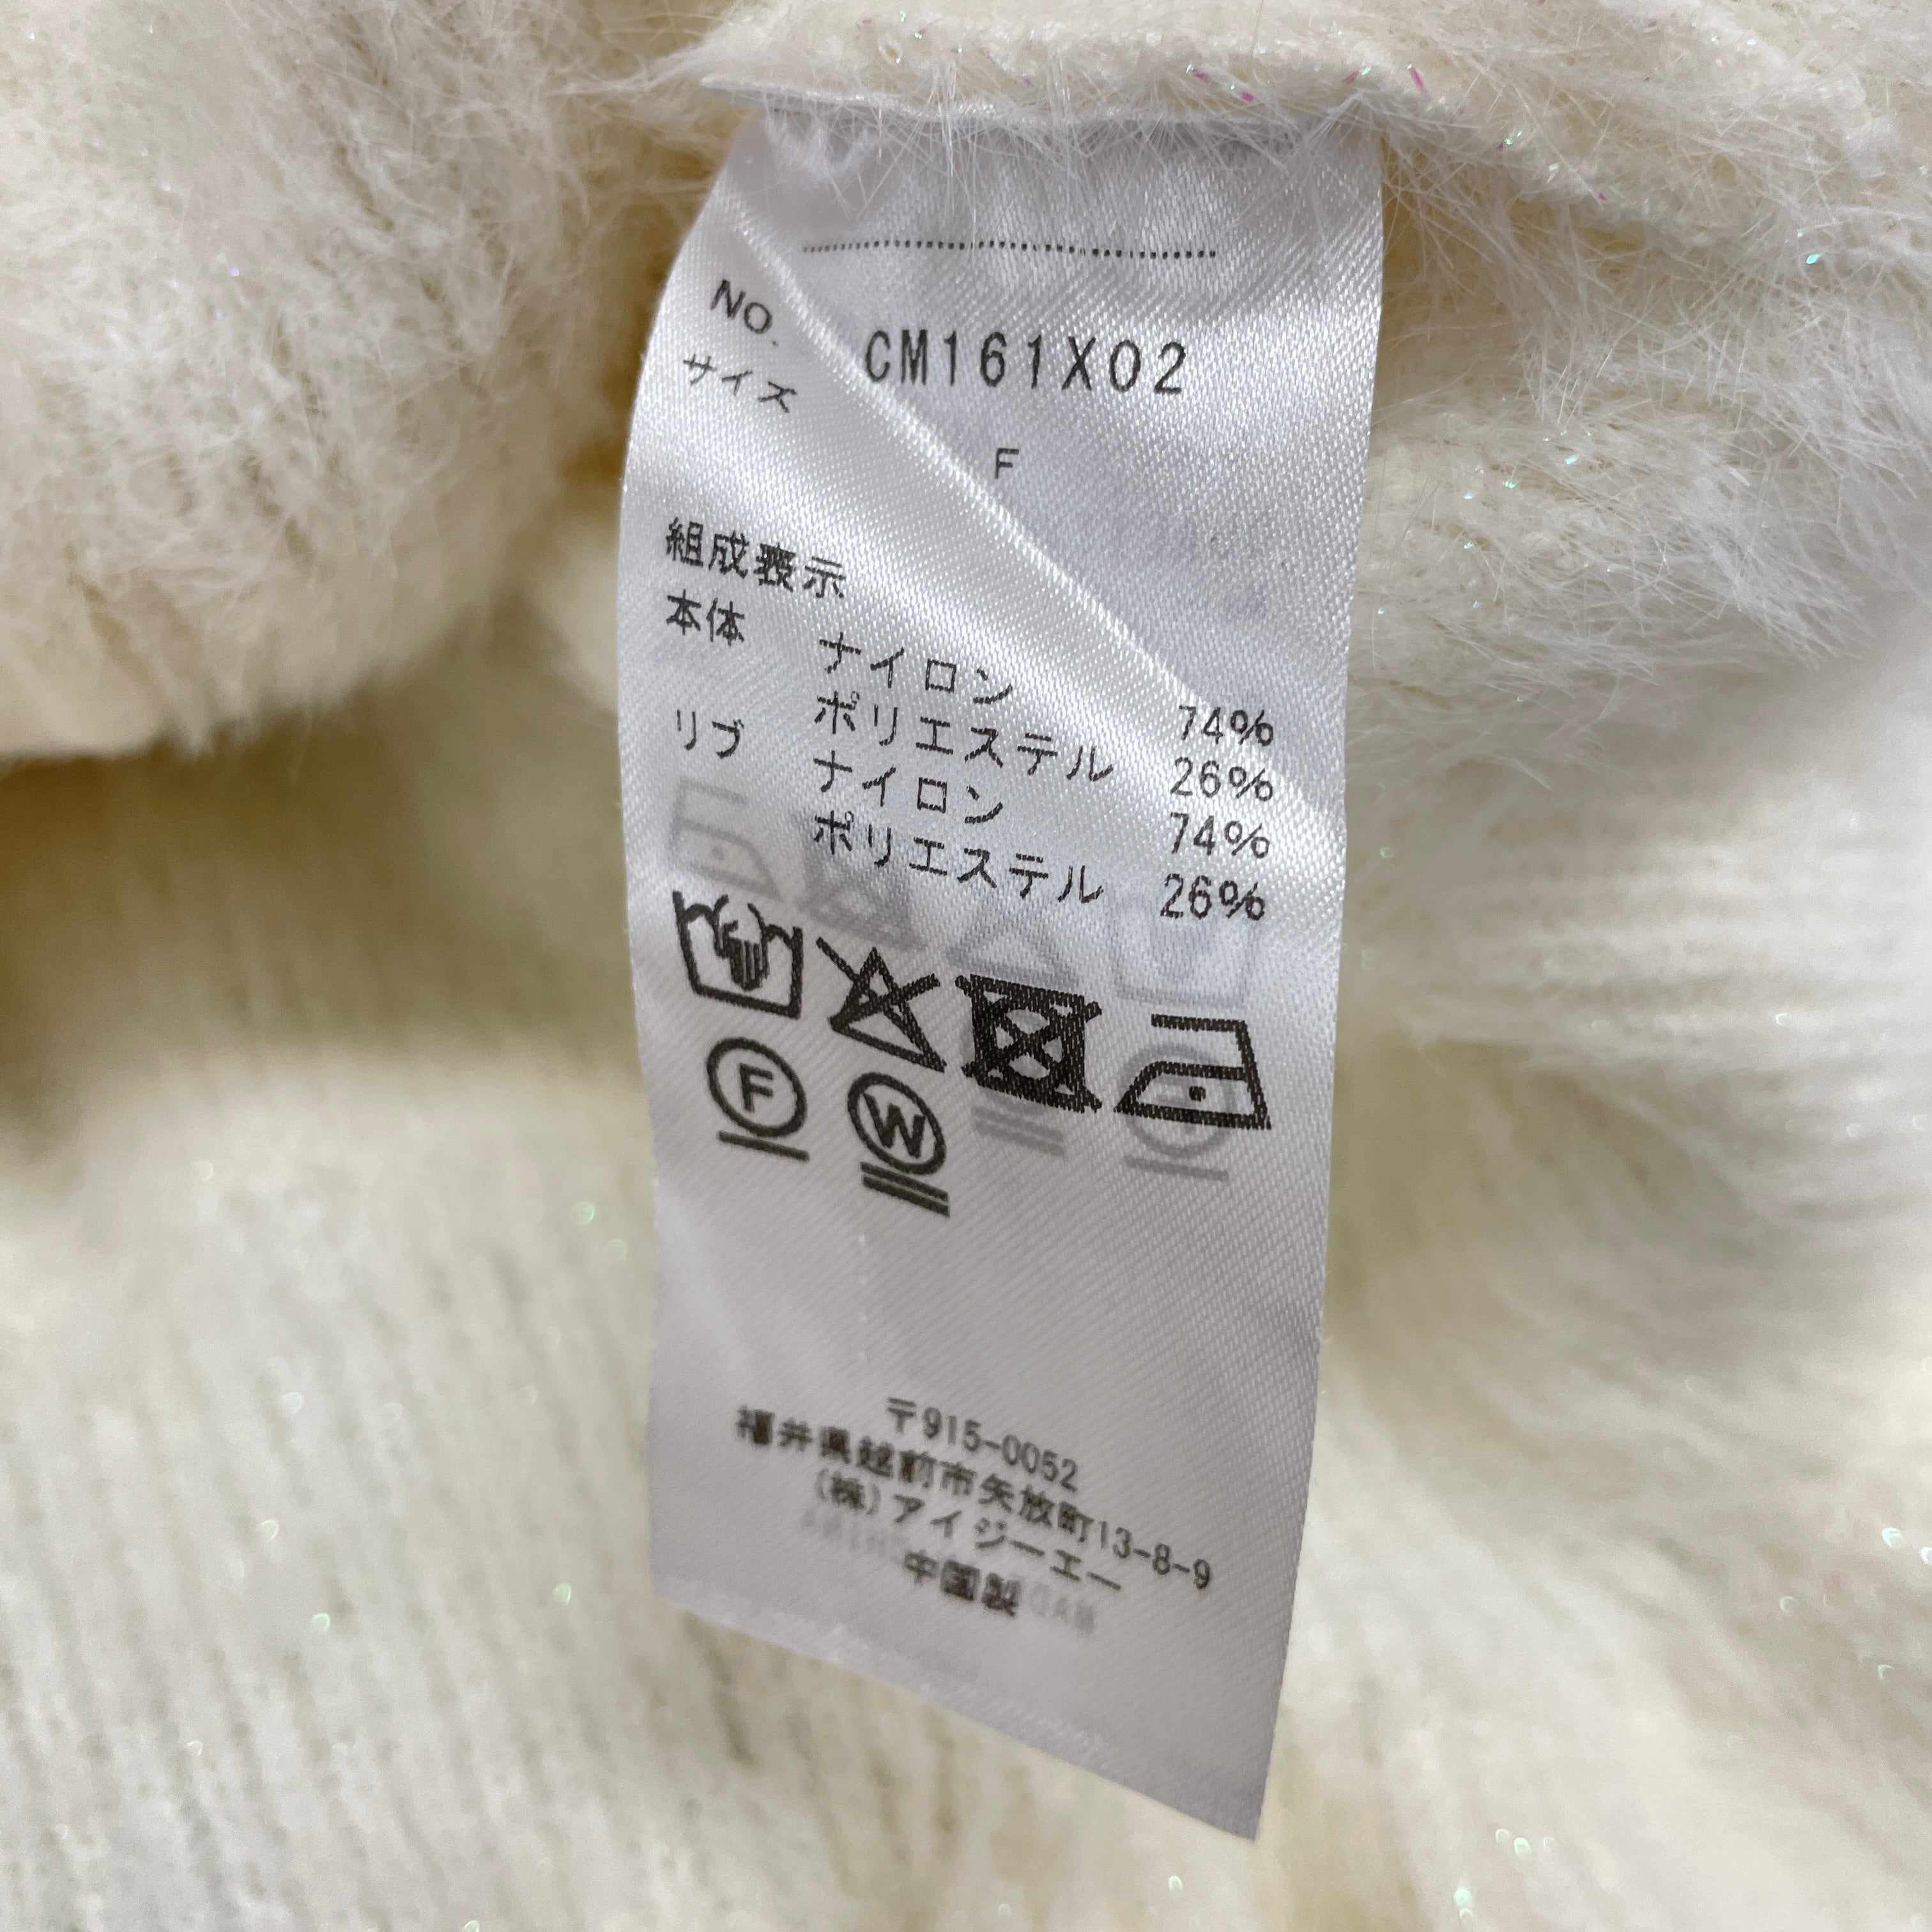 NO. CM161X02
サイズ F
組成表示
本体 ナイロン 74%
ポリエステル 26%
リブ ナイロン 74%
ポリエステル 26%
F W
〒915-0052
福井県越前市矢放町13-8-9
(株)アイジーエー
中国製